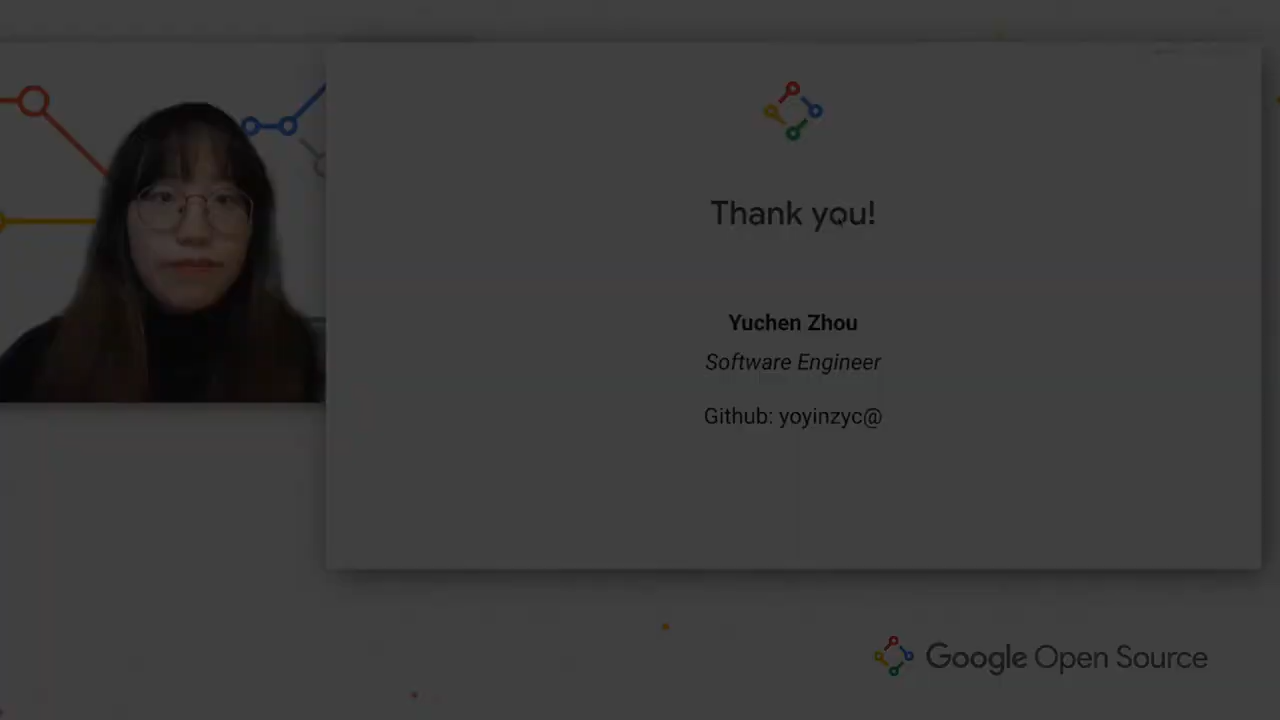 Thank you!
Yuchen Zhou
Software Engineer
Github: yoyinzyc@
Google Open Source